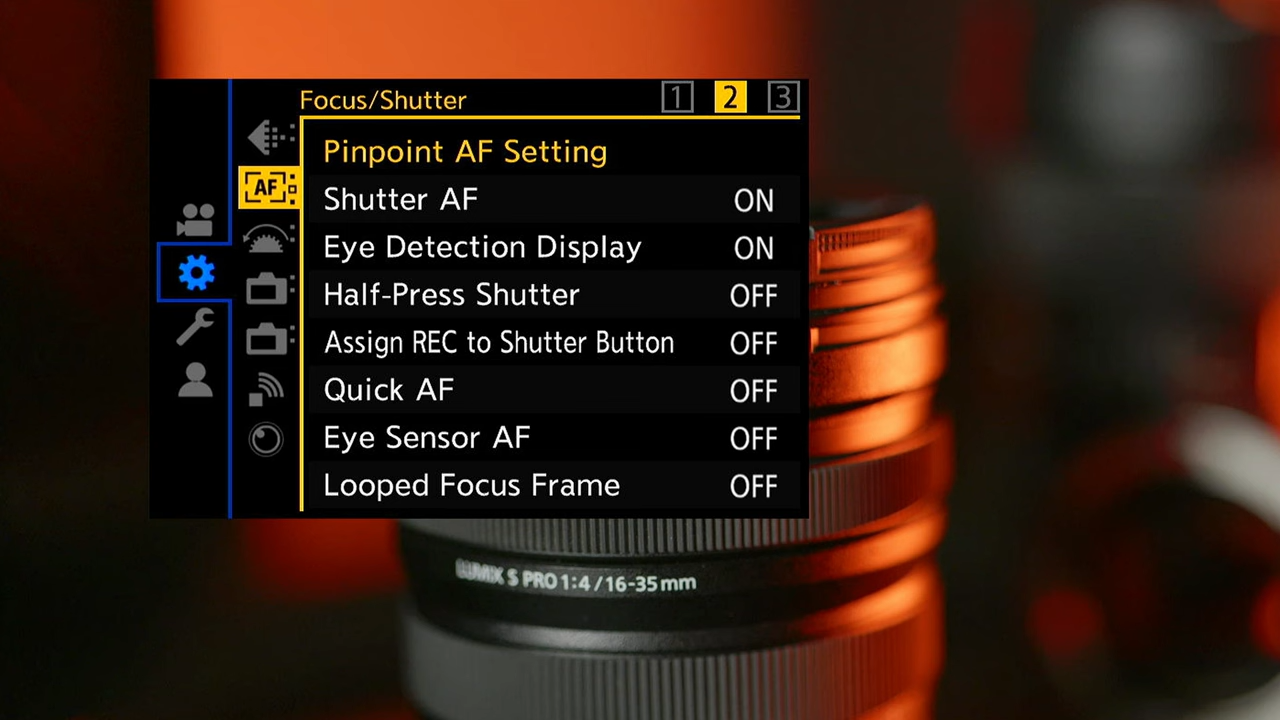 Focus/Shutter
1 2 3
AF
Pinpoint AF Setting
Shutter AF ON
Eye Detection Display ON
Half-Press Shutter OFF
Assign REC to Shutter Button OFF
Quick AF OFF
Eye Sensor AF OFF
Looped Focus Frame OFF
LUMIX S PRO 1:4 / 16-35 mm